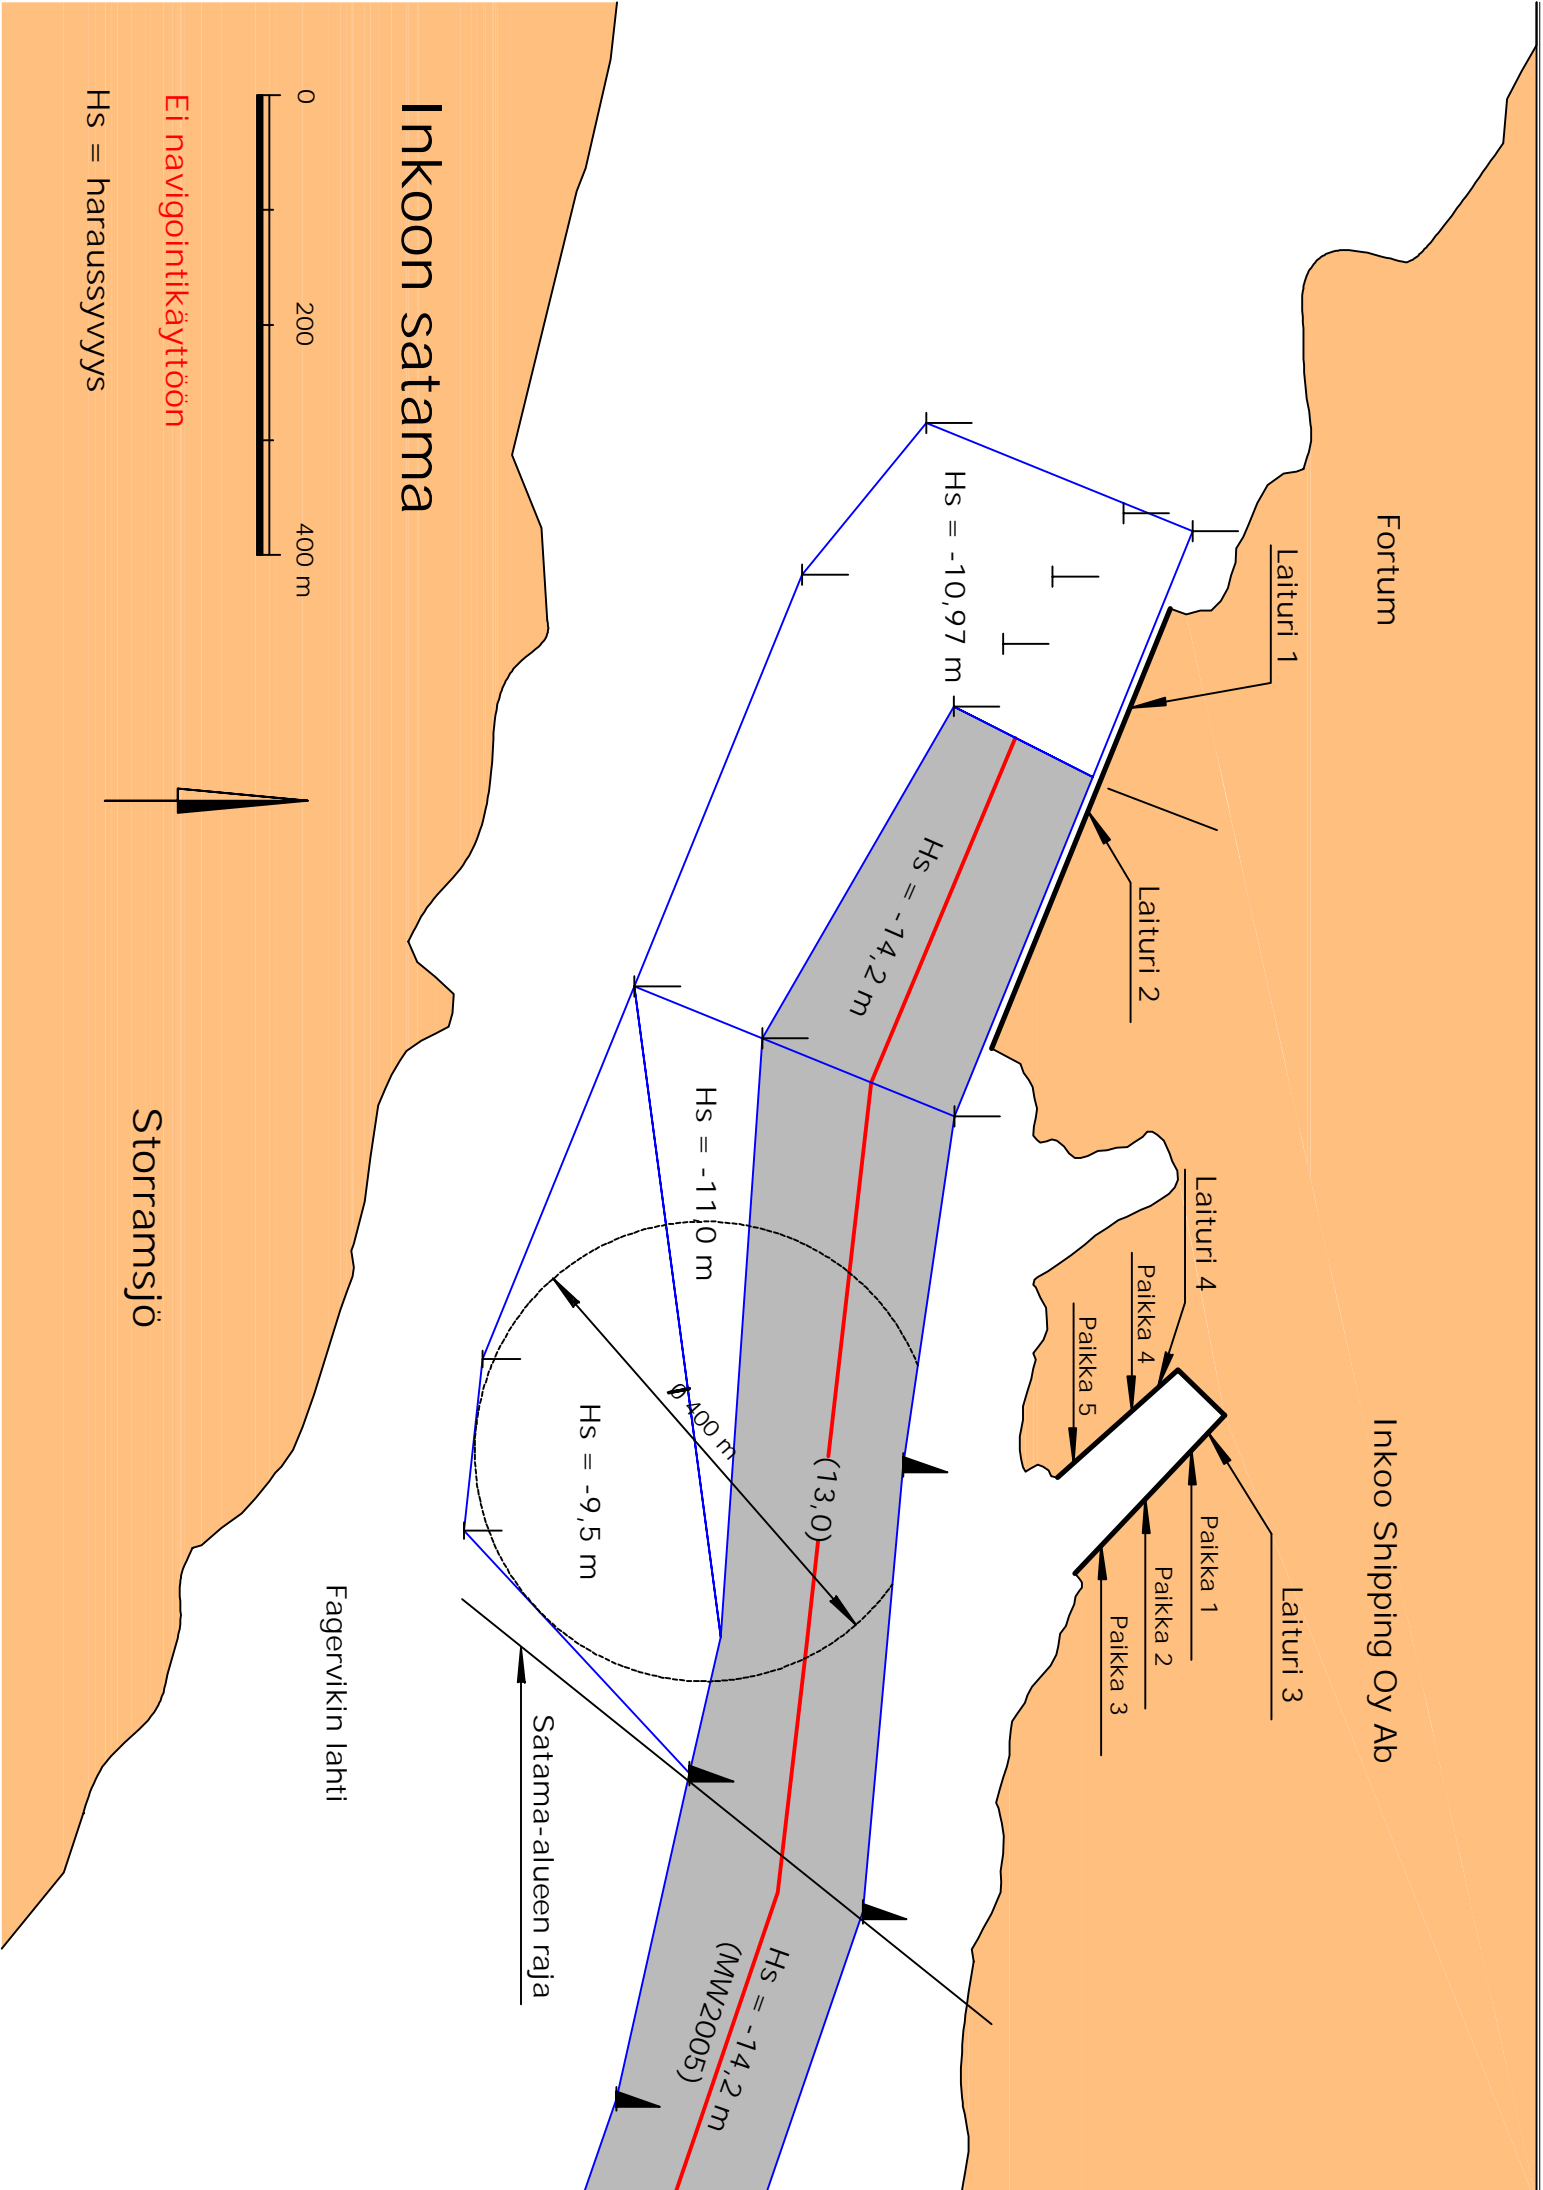 Fortum
Inkoo Shipping Oy Ab
Laituri 1
Laituri 2
Laituri 4
Paikka 4
Paikka 5
Laituri 3
Paikka 1
Paikka 2
Paikka 3
Hs = -10,97 m
Hs = -14,2 m
(13,0)
Hs = -11,0 m
Ø 400 m
Hs = -9,5 m
Hs = -14,2 m
(MW2005)
Satama-alueen raja
Fagervikin lahti
Storramsjö
Inkoon satama
0 200 400 m
Ei navigointikäyttöön
Hs = haraussyvyys